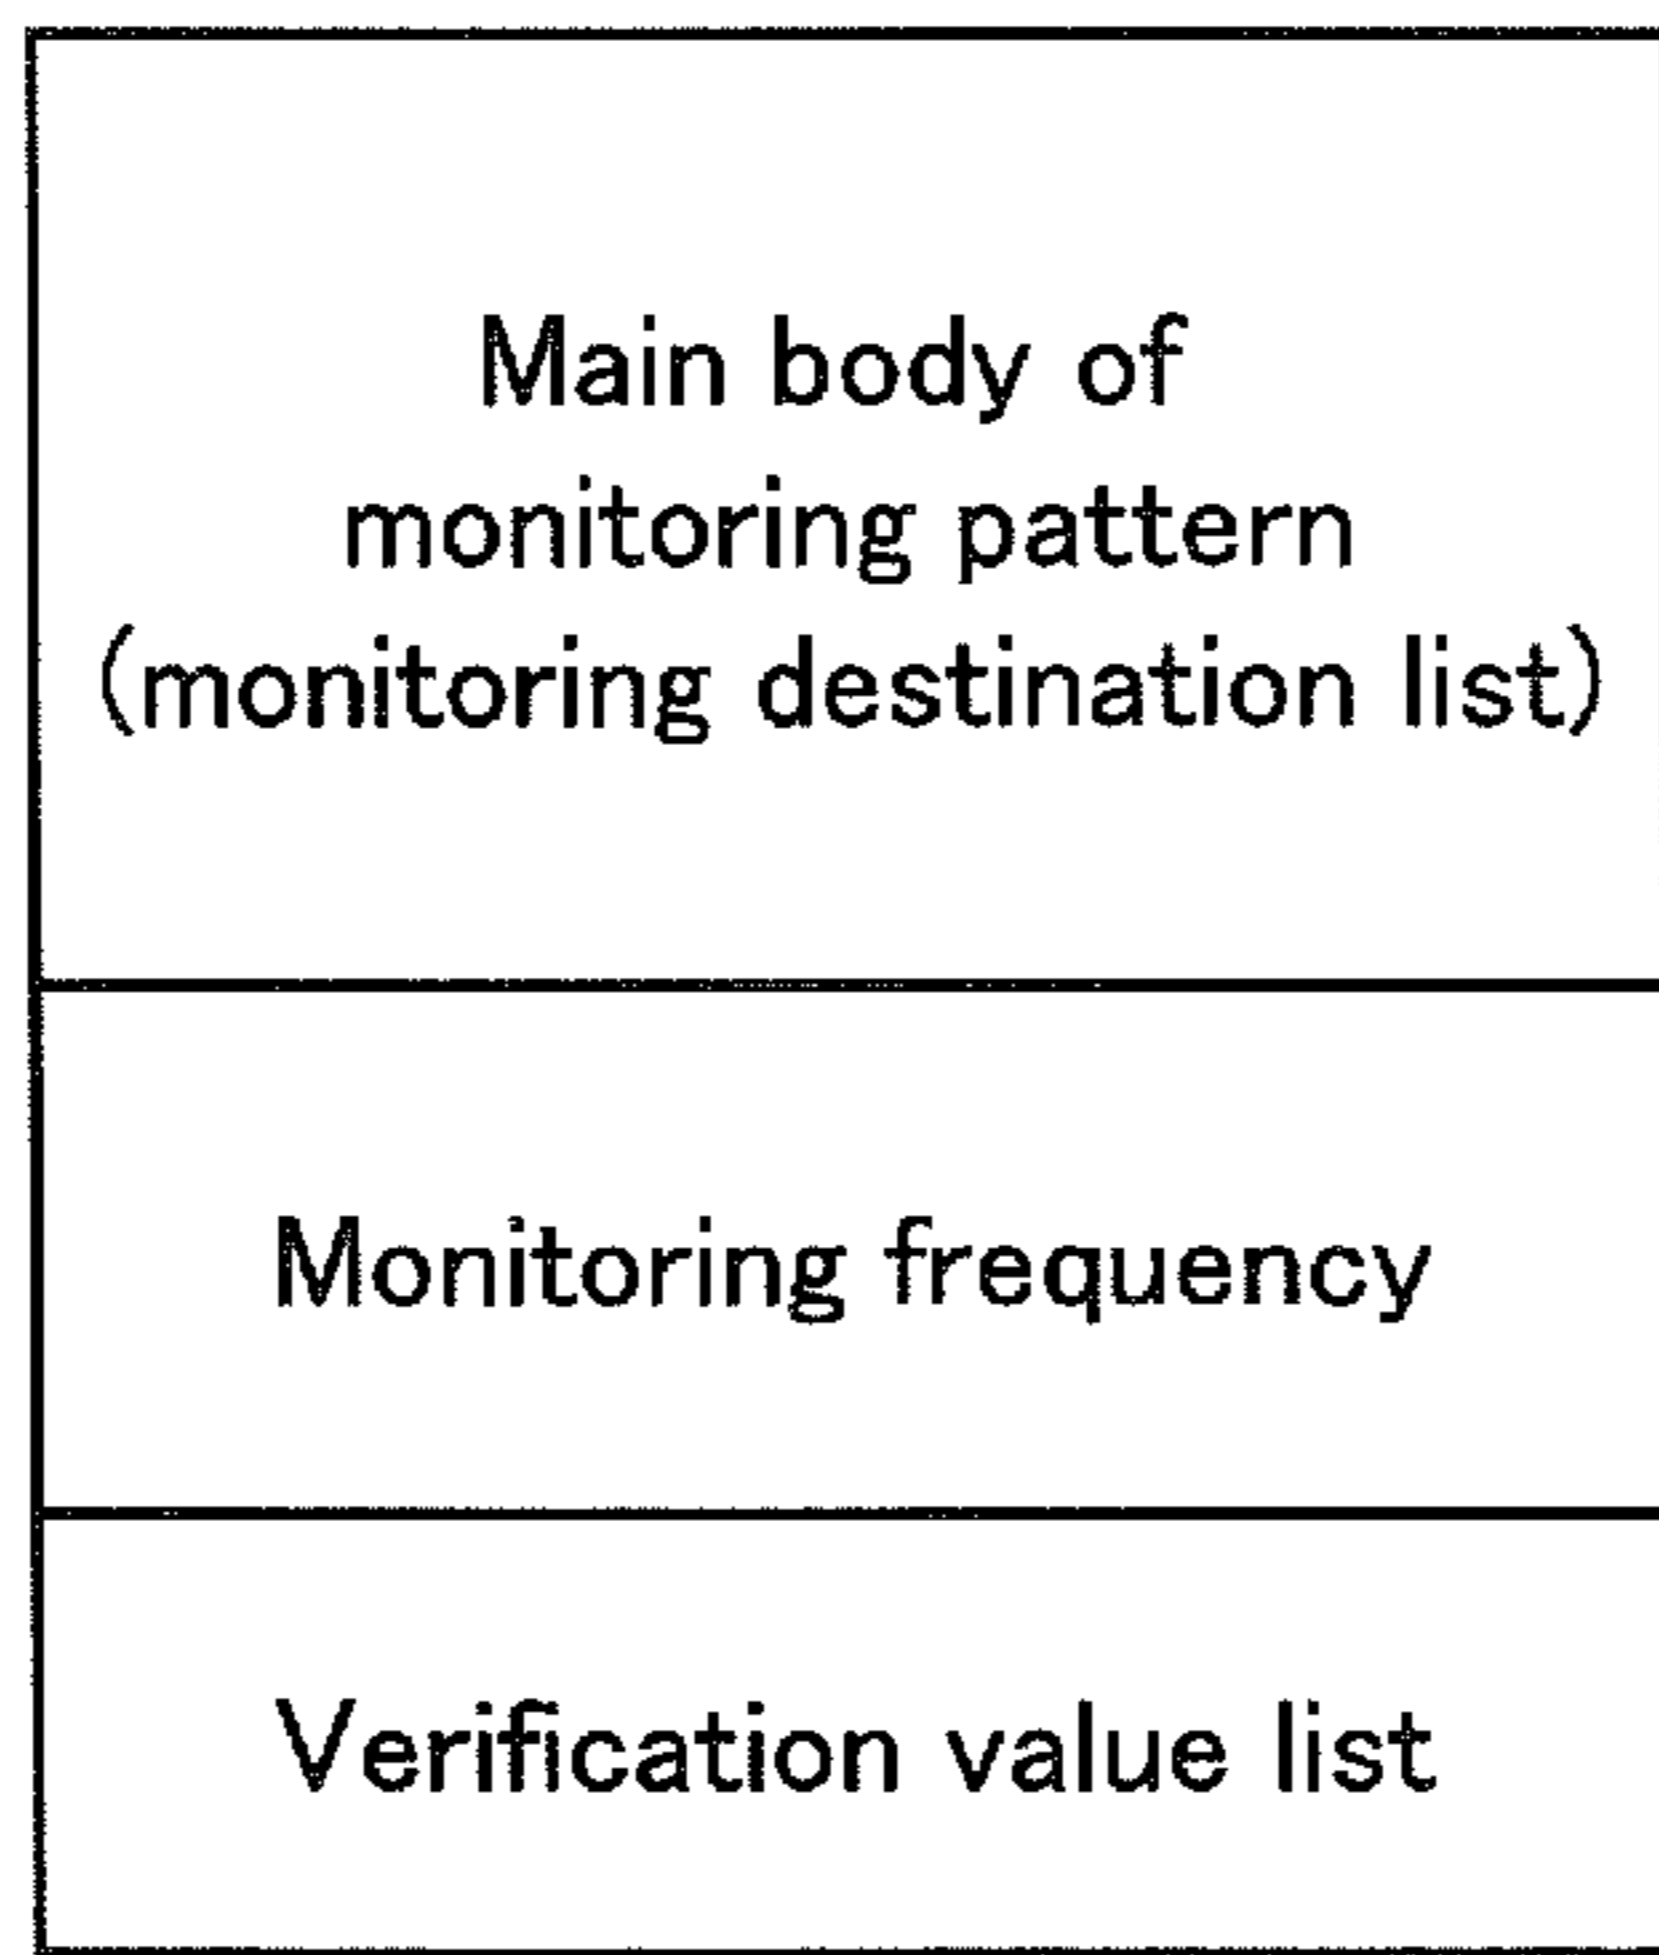 Main body of
monitoring pattern
(monitoring destination list)
Monitoring frequency
Verification value list